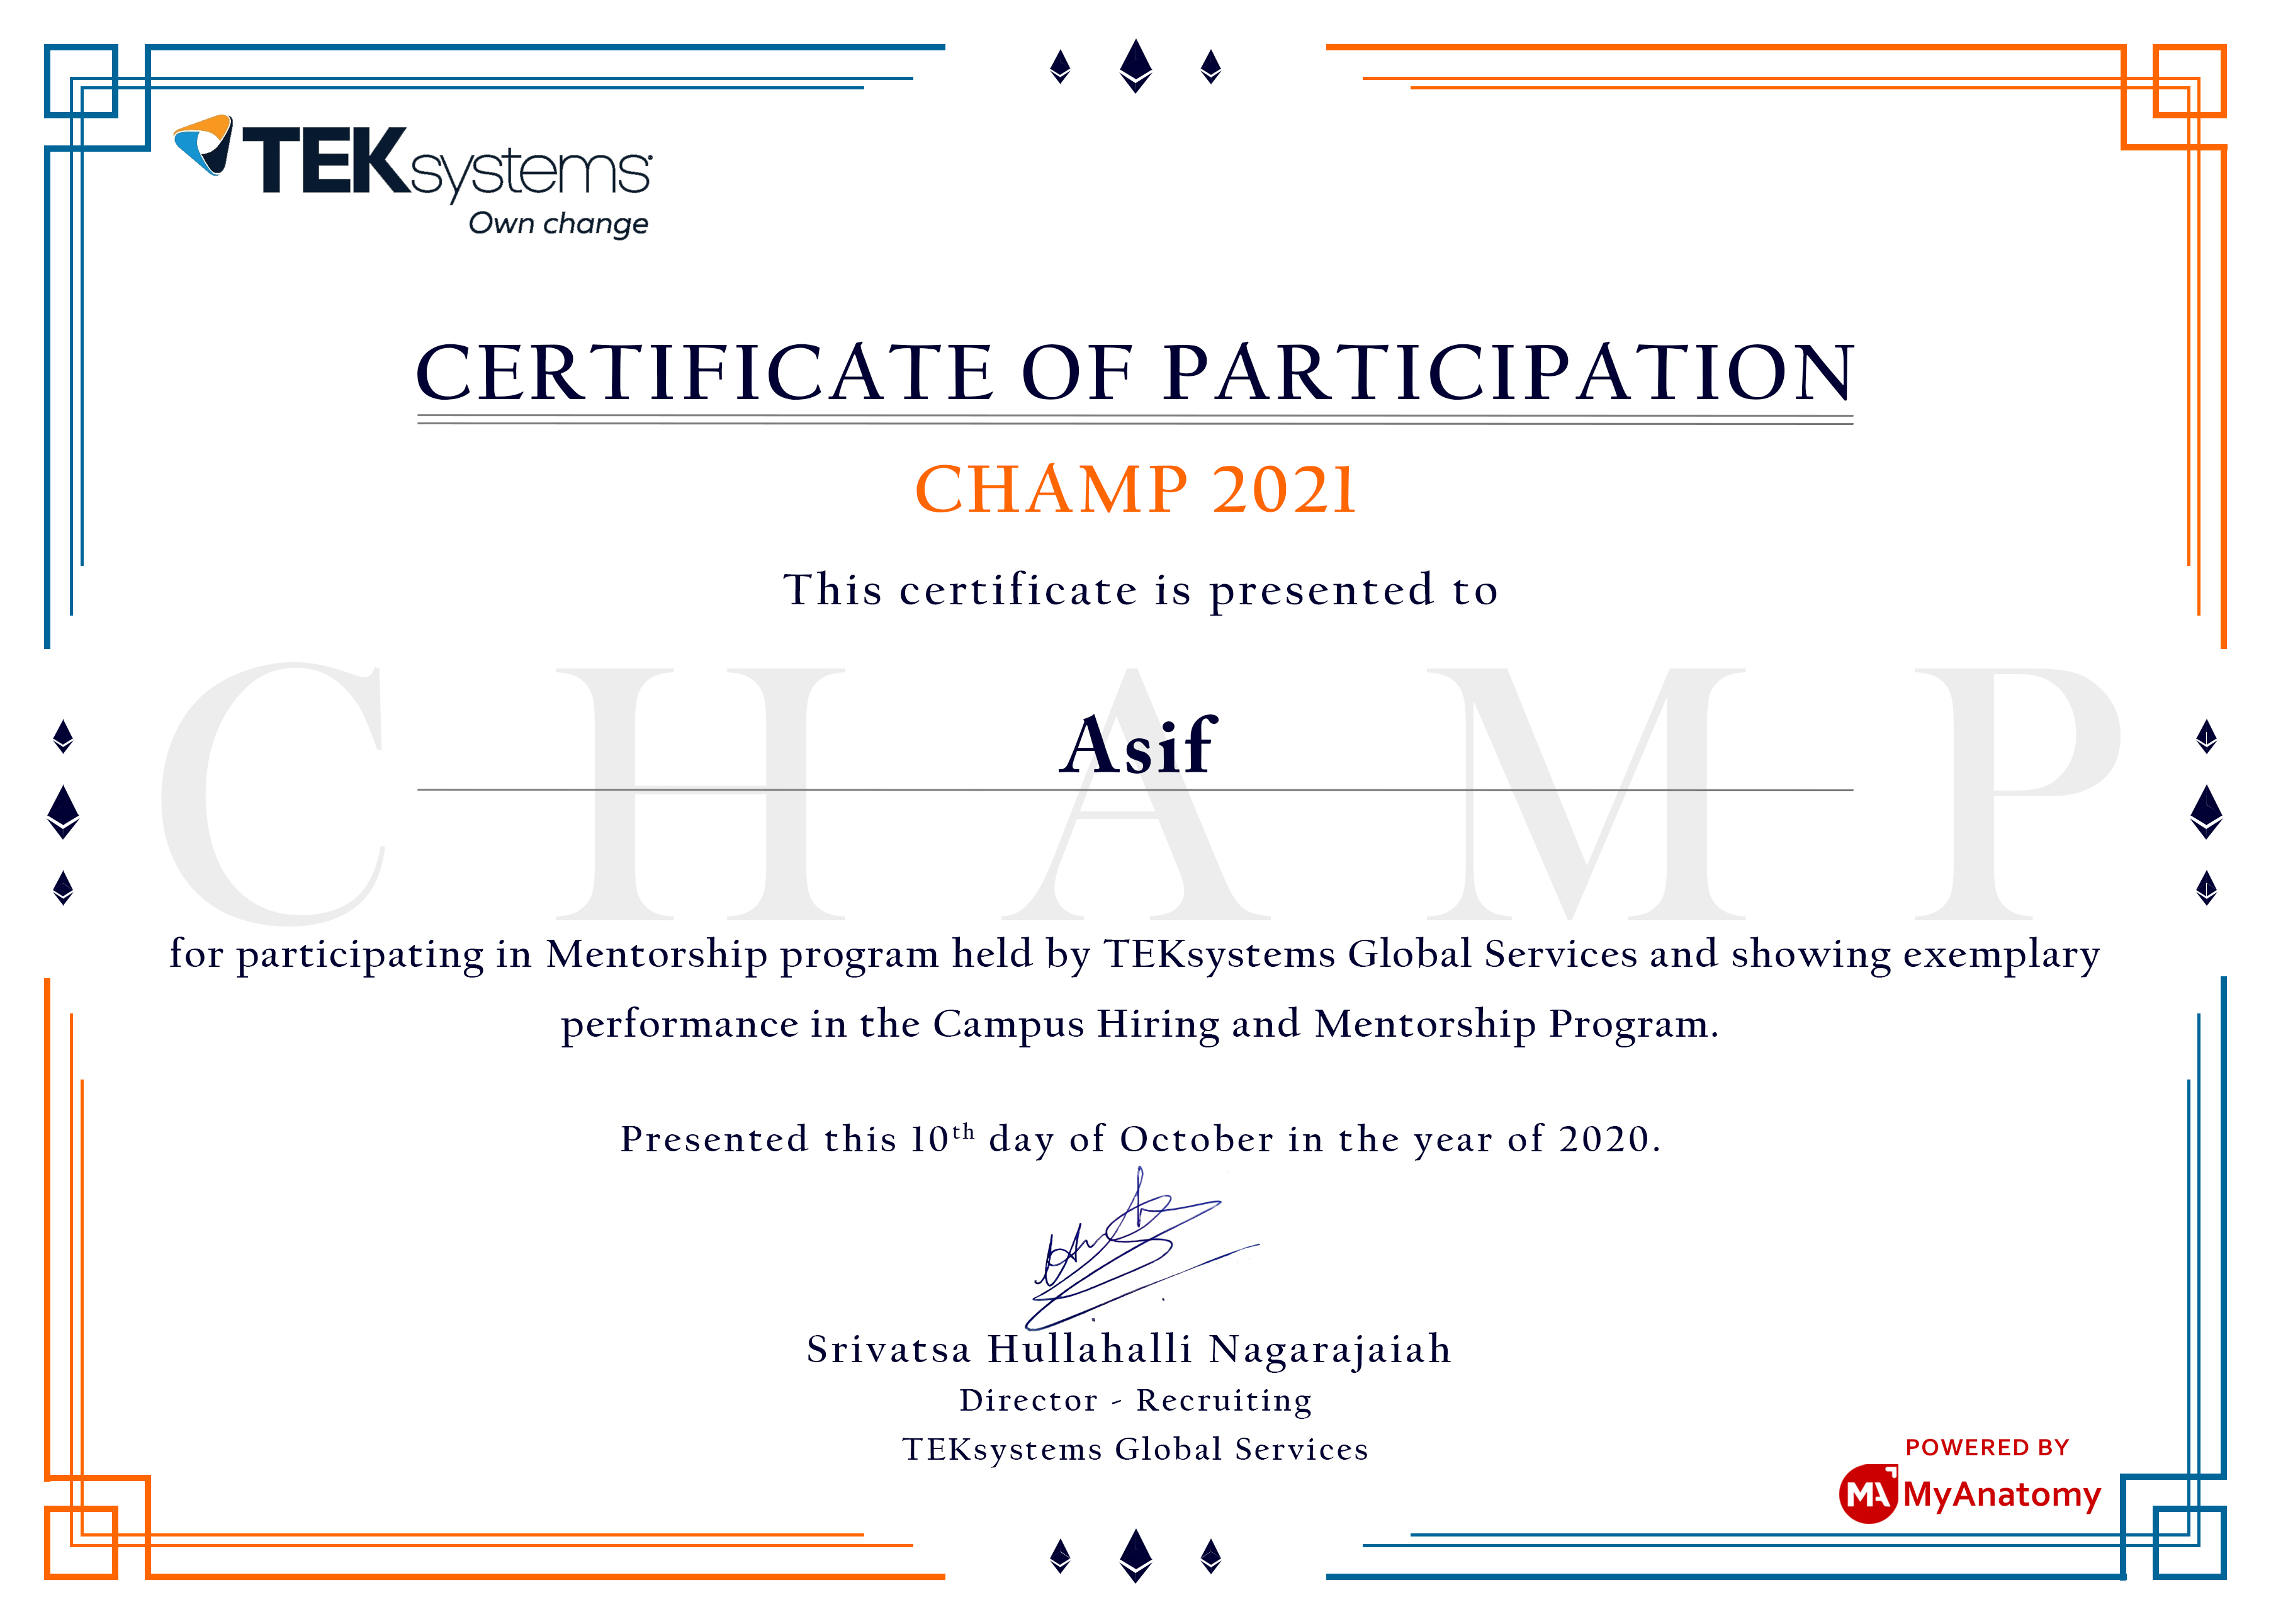 TEKsystems
Own change
CERTIFICATE OF PARTICIPATION
CHAMP 2021
This certificate is presented to
CHAMP
Asif
for participating in Mentorship program held by TEKsystems Global Services and showing exemplary
performance in the Campus Hiring and Mentorship Program.
Presented this 10th day of October in the year of 2020.
Srivatsa Hullahalli Nagarajaiah
Director - Recruiting
TEKsystems Global Services
POWERED BY
MA MyAnatomy